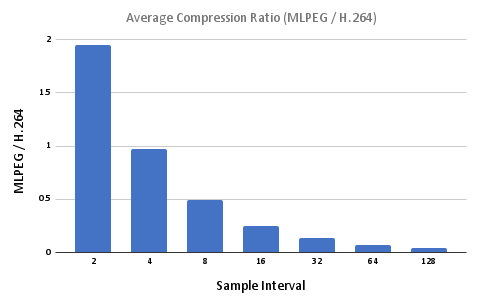 Average Compression Ratio (MLPEG / H.264)
MLPEG / H.264
2
1.5
1
0.5
0
2 4 8 16 32 64 128
Sample Interval